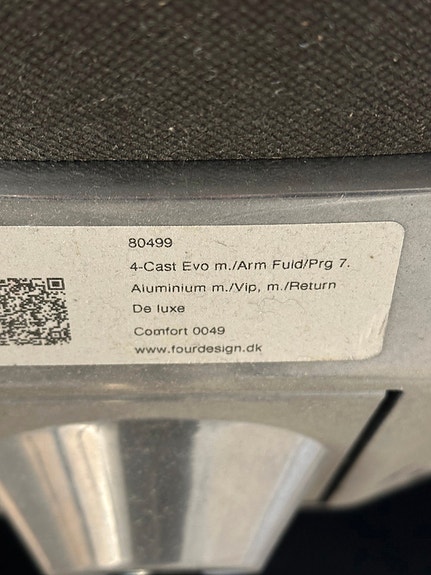 80499
4-Cast Evo m./Arm Fuld/Prg 7.
Aluminium m./Vip, m./Return
De luxe
Comfort 0049
www.fourdesign.dk